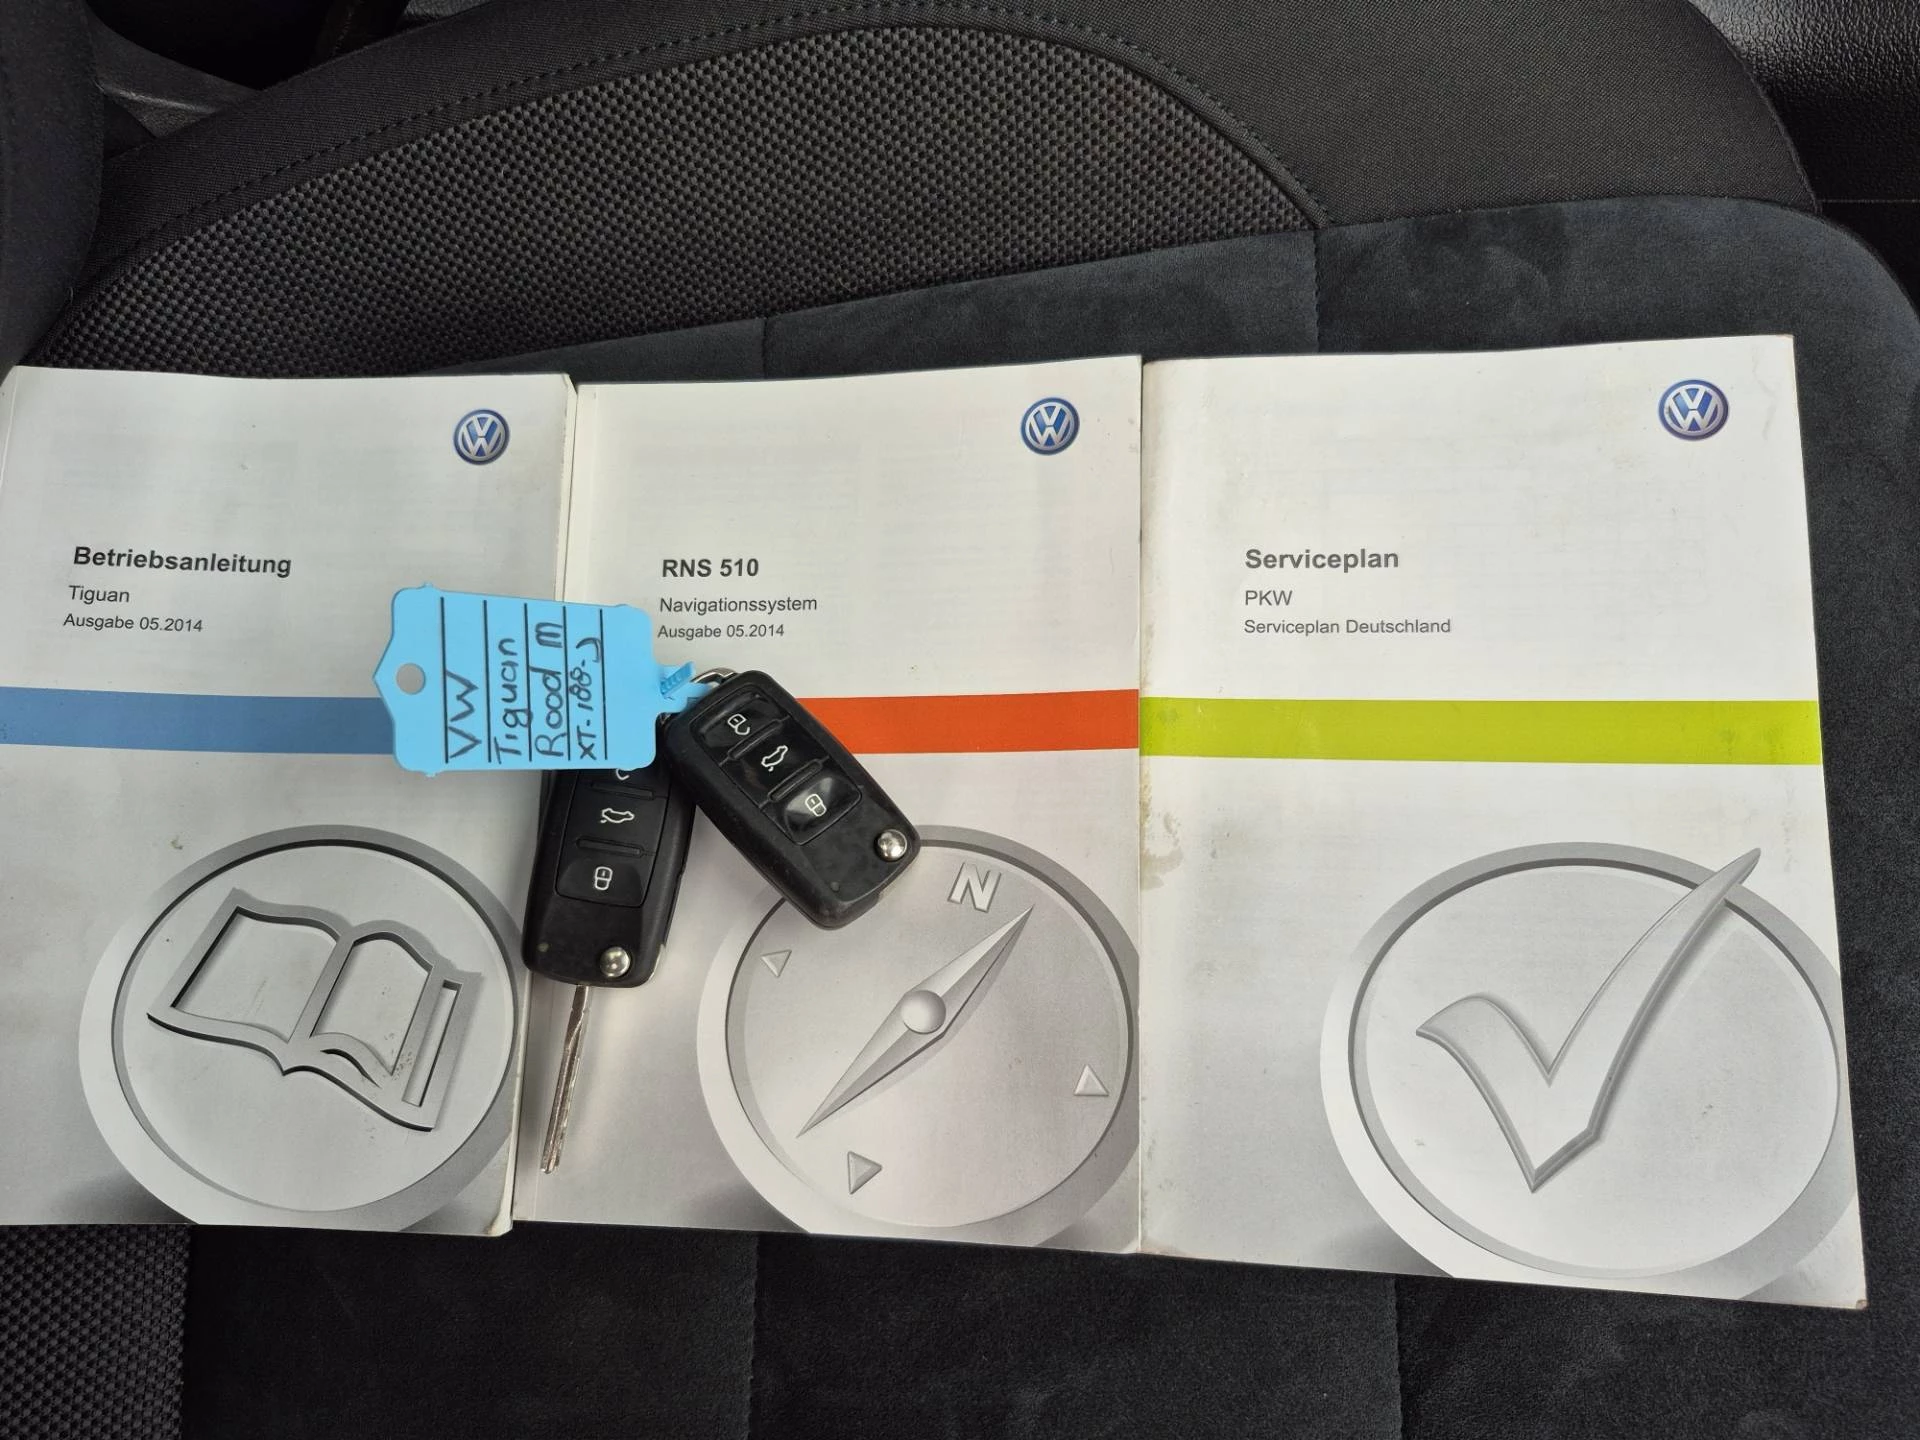 Betriebsanleitung
Tiguan
Ausgabe 05.2014
VW
Tiguan
Rood M
XT-188-J
RNS 510
Navigationssystem
Ausgabe 05.2014
N
Serviceplan
PKW
Serviceplan Deutschland